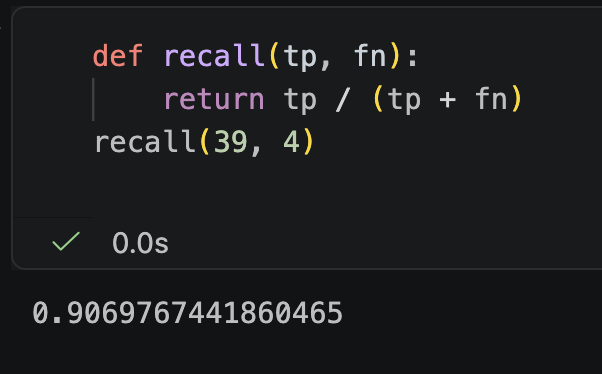 def recall(tp, fn):
    return tp / (tp + fn)
recall(39, 4)
0.0s
0.9069767441860465